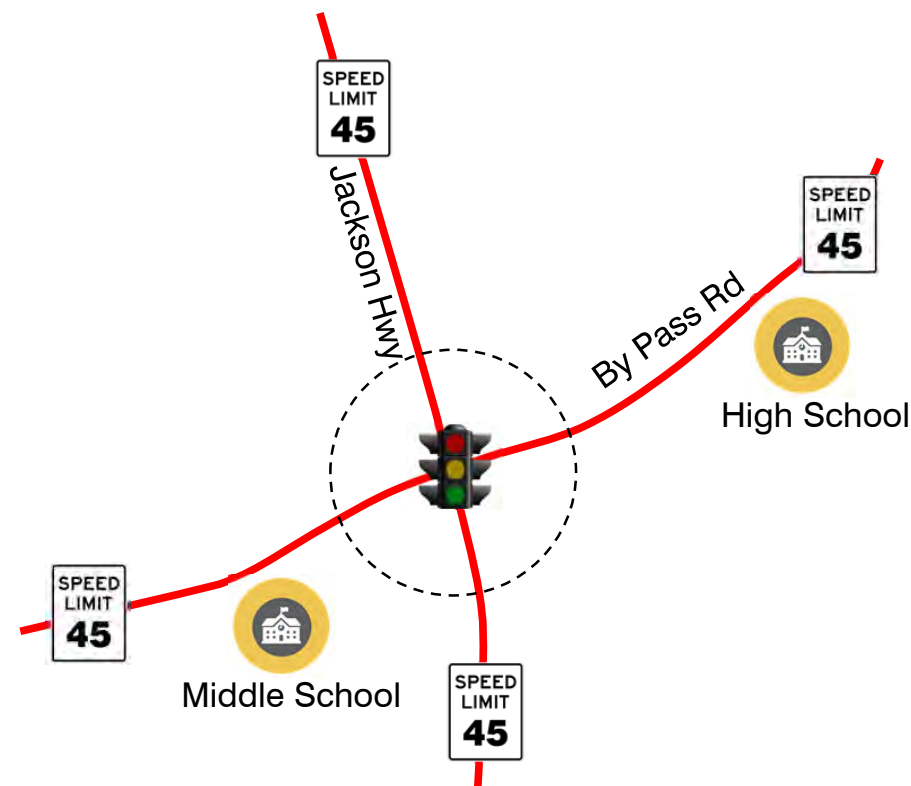 SPEED
LIMIT
45
Jackson Hwy
SPEED
LIMIT
45
By Pass Rd
High School
SPEED
LIMIT
45
Middle School
SPEED
LIMIT
45